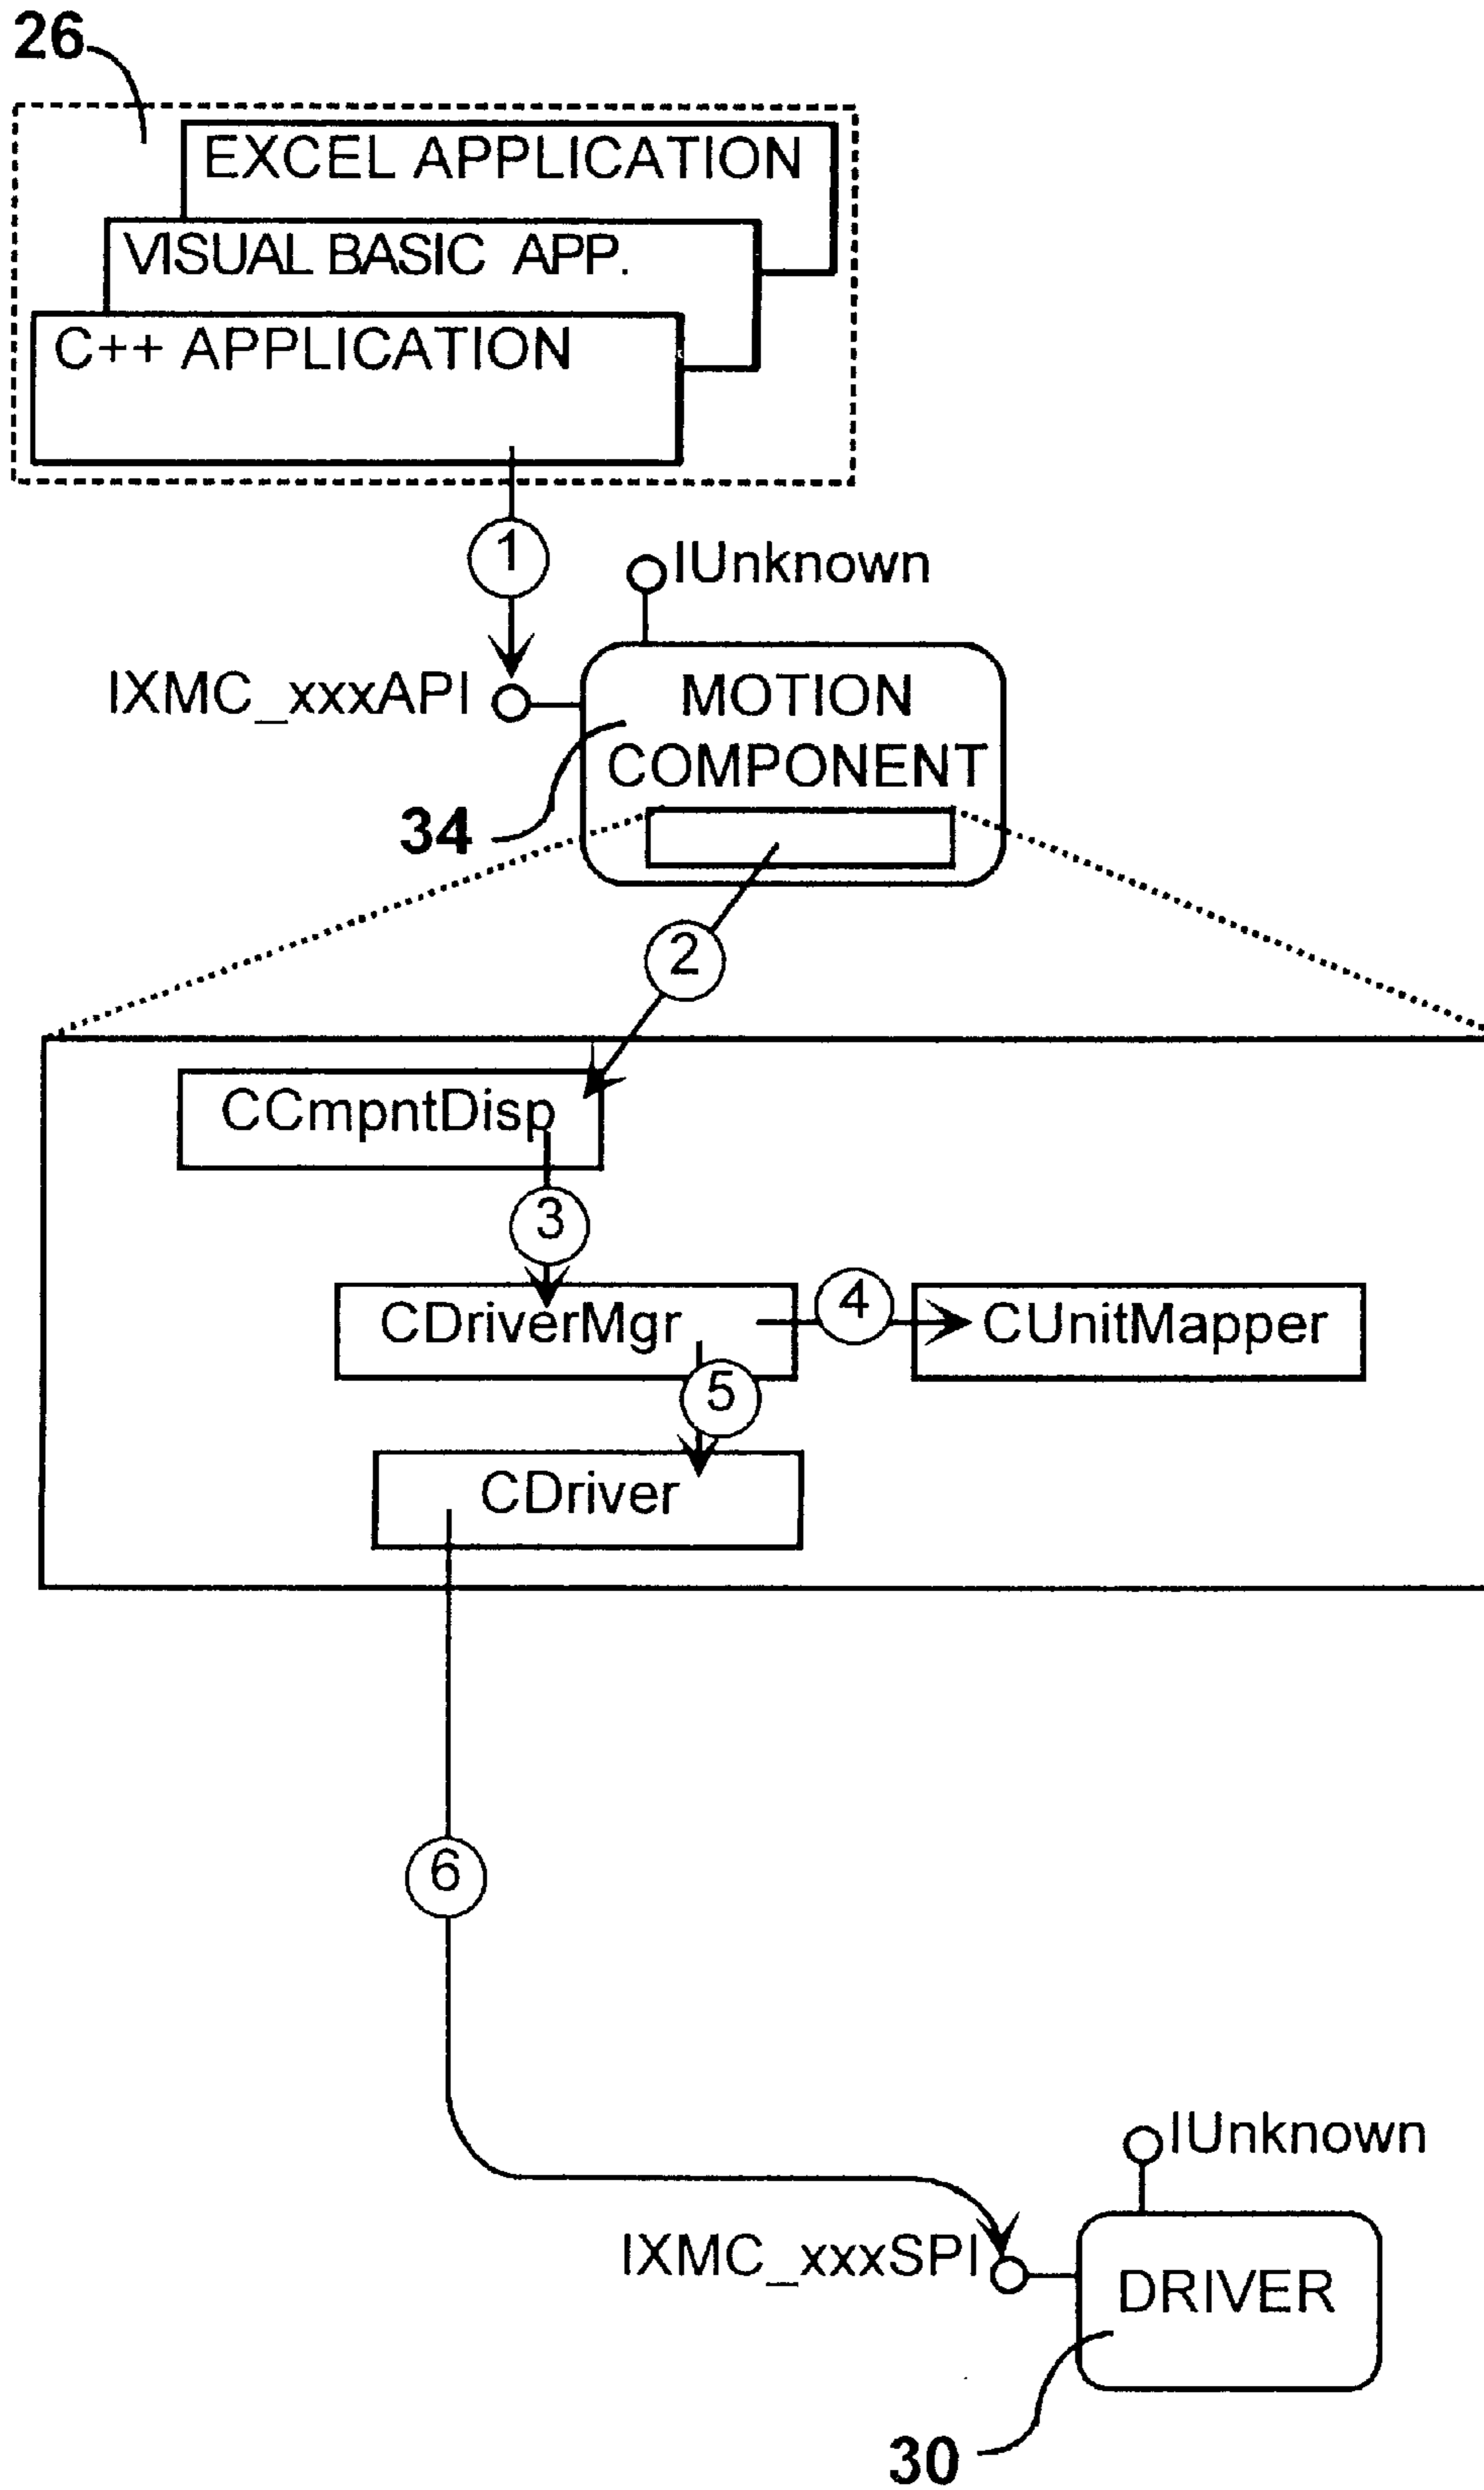 26
EXCEL APPLICATION
VISUAL BASIC APP.
C++ APPLICATION
1
IUnknown
IXMC_xxxAPI
MOTION
COMPONENT
34
2
CCmpntDisp
3
CDriverMgr
4
CUnitMapper
5
CDriver
6
IUnknown
IXMC_xxxSPI
DRIVER
30